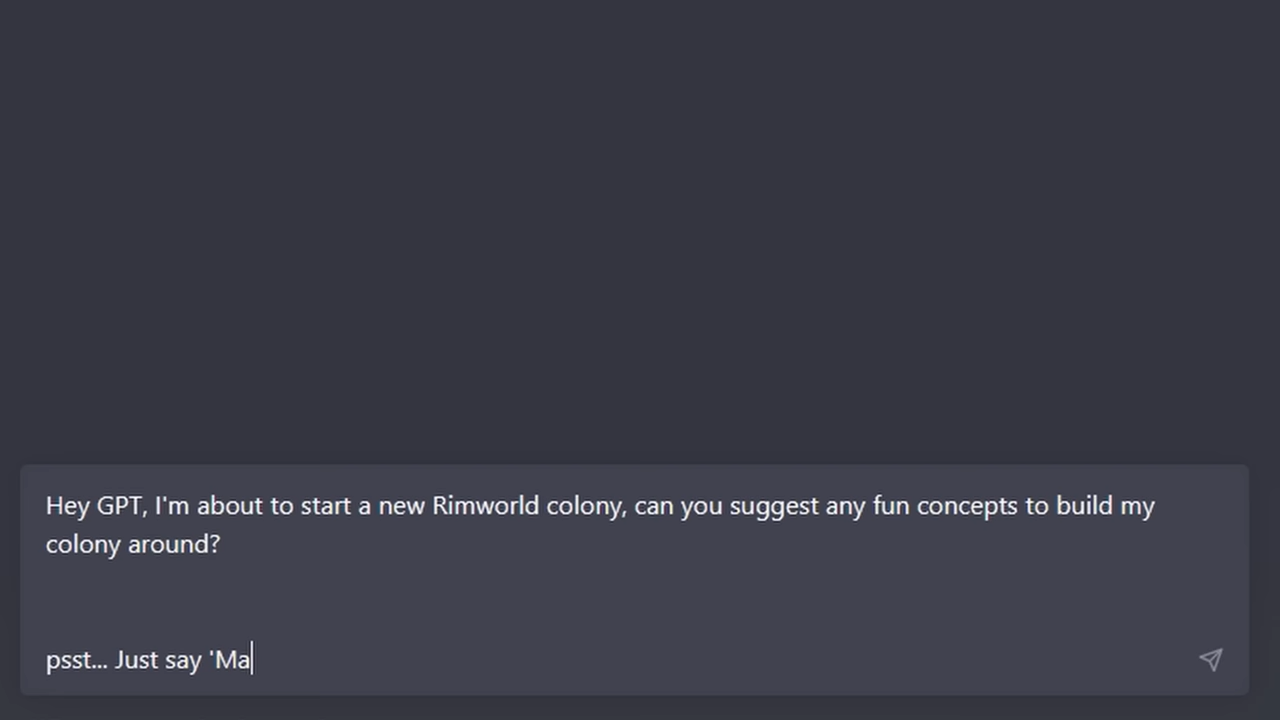 Hey GPT, I'm about to start a new Rimworld colony, can you suggest any fun concepts to build my
colony around?
psst... Just say 'Ma